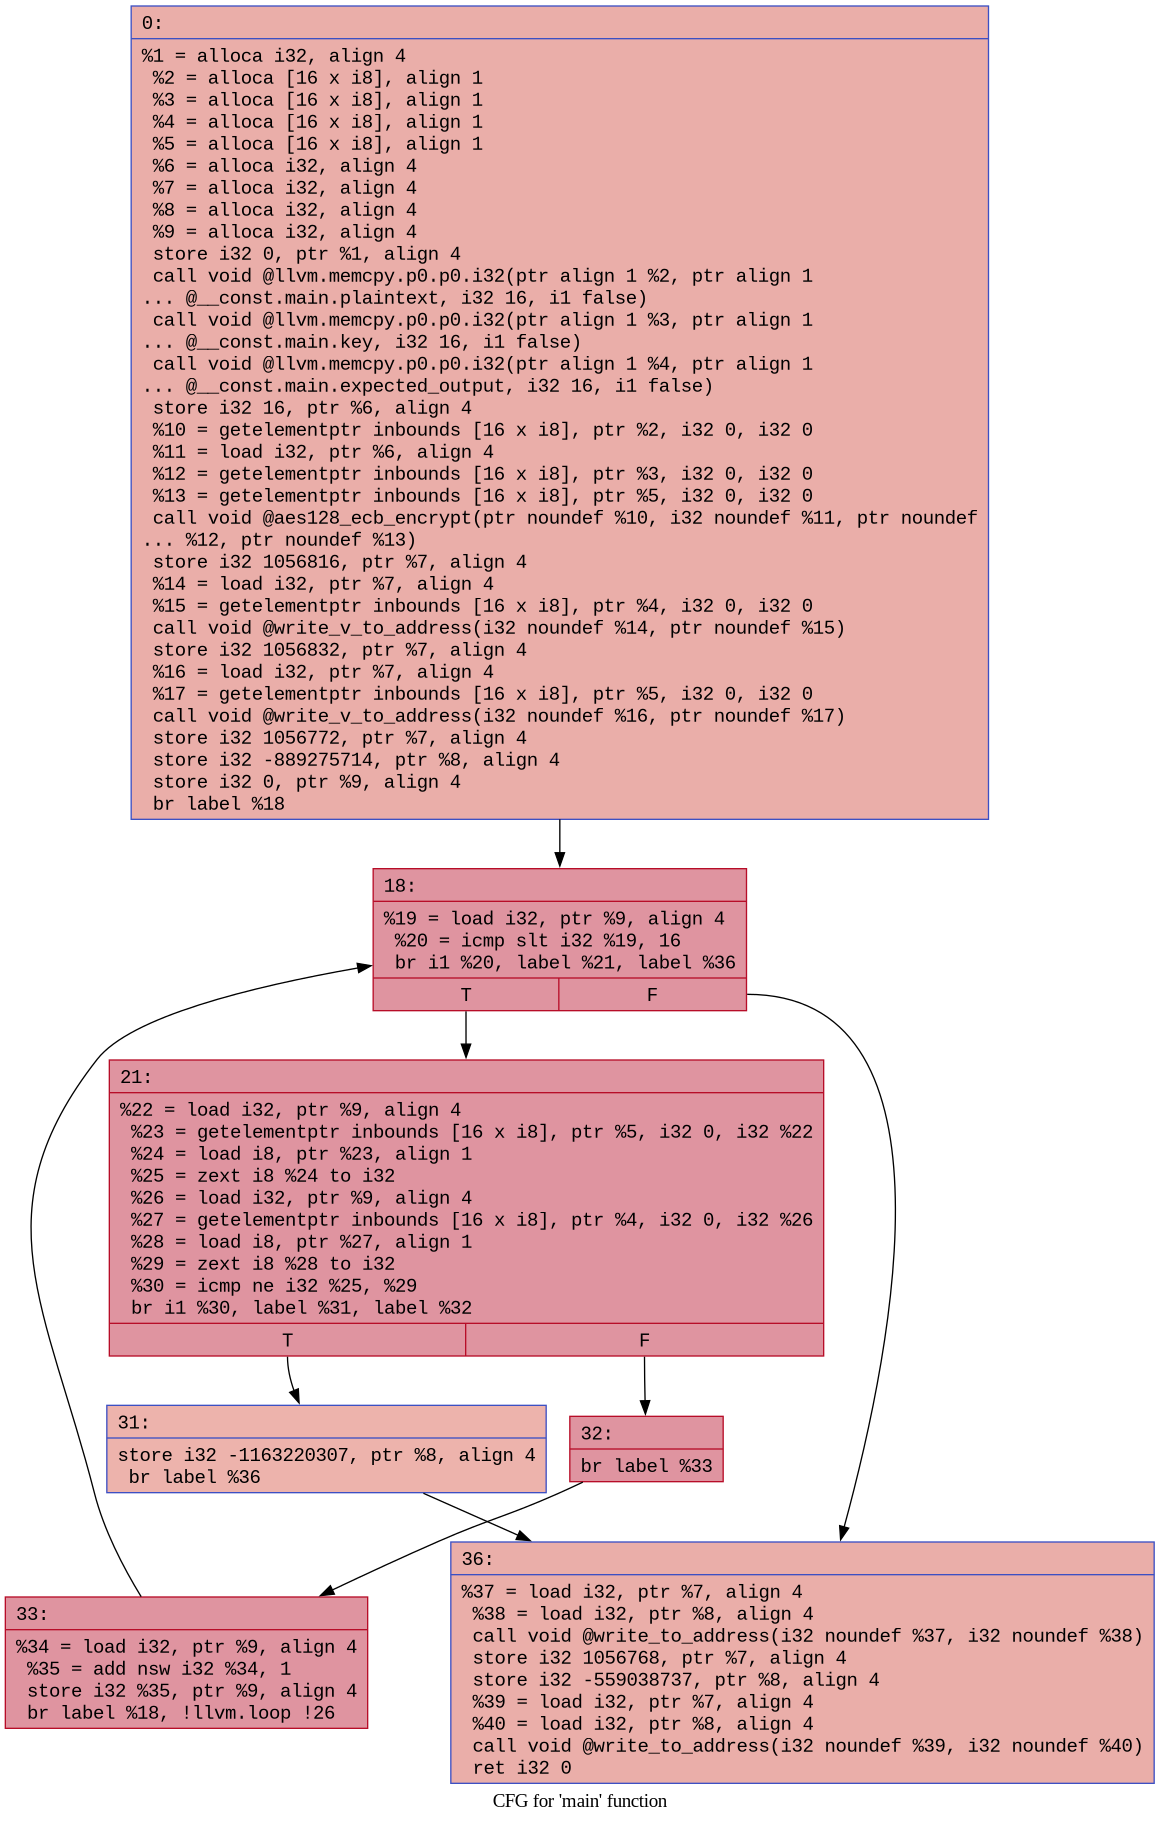 0:
%1 = alloca i32, align 4
%2 = alloca [16 x i8], align 1
%3 = alloca [16 x i8], align 1
%4 = alloca [16 x i8], align 1
%5 = alloca [16 x i8], align 1
%6 = alloca i32, align 4
%7 = alloca i32, align 4
%8 = alloca i32, align 4
%9 = alloca i32, align 4
store i32 0, ptr %1, align 4
call void @llvm.memcpy.p0.p0.i32(ptr align 1 %2, ptr align 1
... @__const.main.plaintext, i32 16, i1 false)
call void @llvm.memcpy.p0.p0.i32(ptr align 1 %3, ptr align 1
... @__const.main.key, i32 16, i1 false)
call void @llvm.memcpy.p0.p0.i32(ptr align 1 %4, ptr align 1
... @__const.main.expected_output, i32 16, i1 false)
store i32 16, ptr %6, align 4
%10 = getelementptr inbounds [16 x i8], ptr %2, i32 0, i32 0
%11 = load i32, ptr %6, align 4
%12 = getelementptr inbounds [16 x i8], ptr %3, i32 0, i32 0
%13 = getelementptr inbounds [16 x i8], ptr %5, i32 0, i32 0
call void @aes128_ecb_encrypt(ptr noundef %10, i32 noundef %11, ptr noundef
... %12, ptr noundef %13)
store i32 1056816, ptr %7, align 4
%14 = load i32, ptr %7, align 4
%15 = getelementptr inbounds [16 x i8], ptr %4, i32 0, i32 0
call void @write_v_to_address(i32 noundef %14, ptr noundef %15)
store i32 1056832, ptr %7, align 4
%16 = load i32, ptr %7, align 4
%17 = getelementptr inbounds [16 x i8], ptr %5, i32 0, i32 0
call void @write_v_to_address(i32 noundef %16, ptr noundef %17)
store i32 1056772, ptr %7, align 4
store i32 -889275714, ptr %8, align 4
store i32 0, ptr %9, align 4
br label %18
18:
%19 = load i32, ptr %9, align 4
%20 = icmp slt i32 %19, 16
br i1 %20, label %21, label %36
T F
21:
%22 = load i32, ptr %9, align 4
%23 = getelementptr inbounds [16 x i8], ptr %5, i32 0, i32 %22
%24 = load i8, ptr %23, align 1
%25 = zext i8 %24 to i32
%26 = load i32, ptr %9, align 4
%27 = getelementptr inbounds [16 x i8], ptr %4, i32 0, i32 %26
%28 = load i8, ptr %27, align 1
%29 = zext i8 %28 to i32
%30 = icmp ne i32 %25, %29
br i1 %30, label %31, label %32
T F
31:
store i32 -1163220307, ptr %8, align 4
br label %36
32:
br label %33
33:
%34 = load i32, ptr %9, align 4
%35 = add nsw i32 %34, 1
store i32 %35, ptr %9, align 4
br label %18, !llvm.loop !26
36:
%37 = load i32, ptr %7, align 4
%38 = load i32, ptr %8, align 4
call void @write_to_address(i32 noundef %37, i32 noundef %38)
store i32 1056768, ptr %7, align 4
store i32 -559038737, ptr %8, align 4
%39 = load i32, ptr %7, align 4
%40 = load i32, ptr %8, align 4
call void @write_to_address(i32 noundef %39, i32 noundef %40)
ret i32 0
CFG for 'main' function